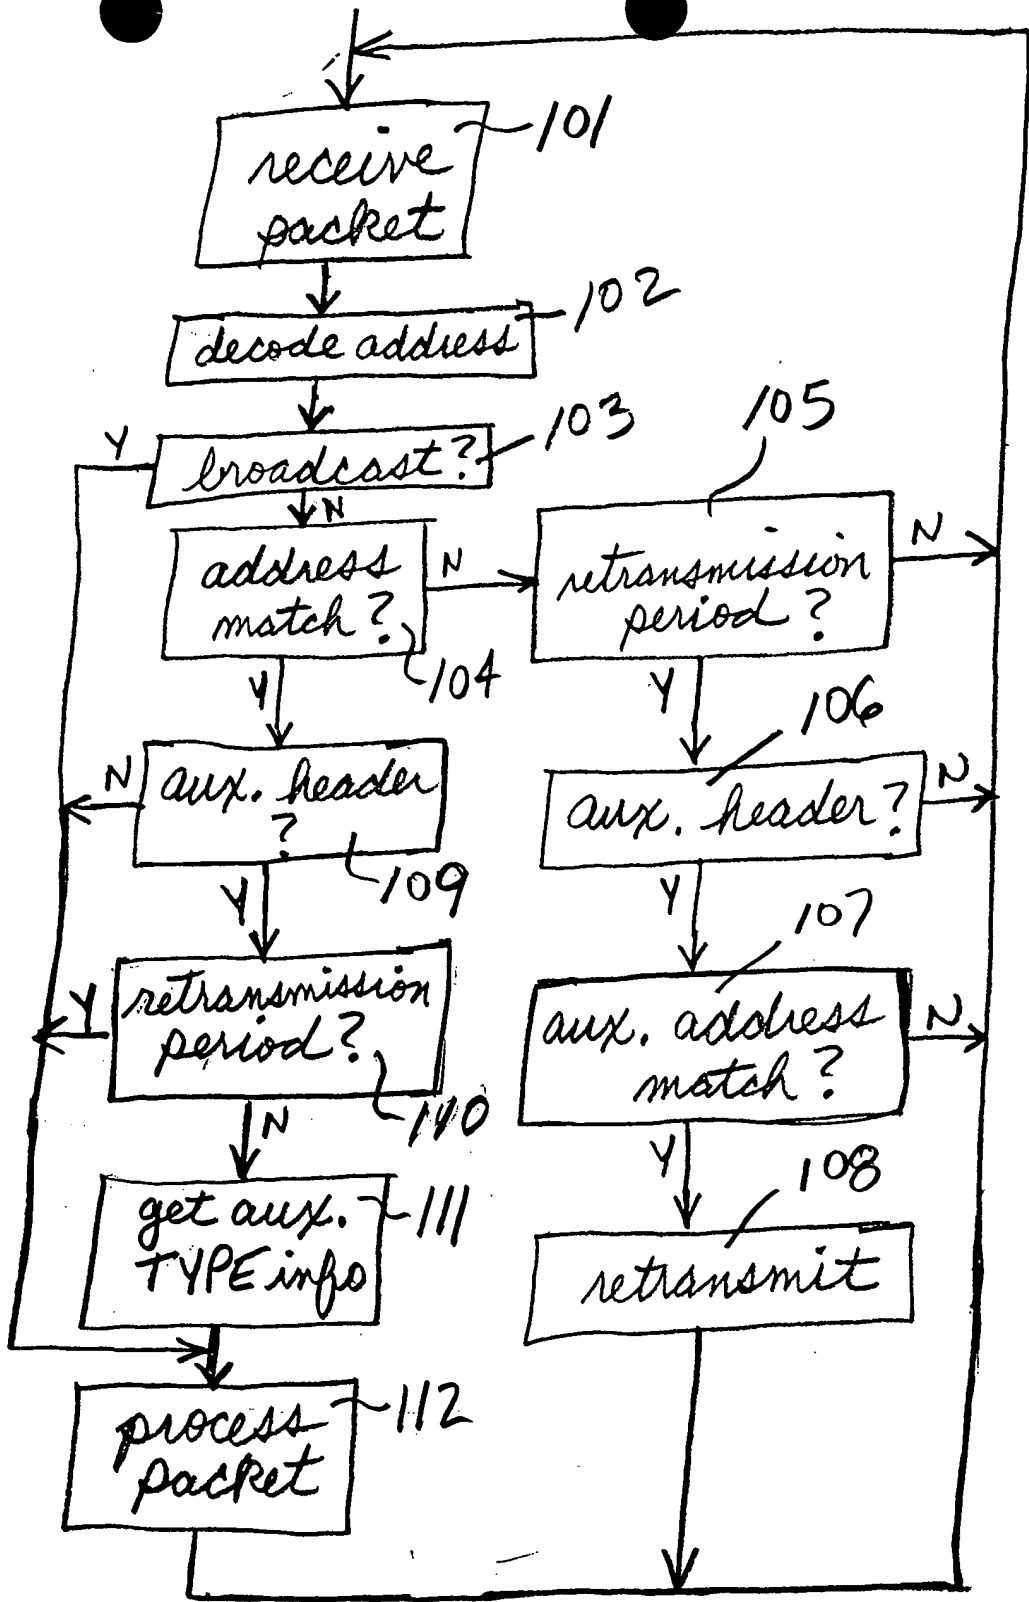 101
receive
packet
102
decode address
103
Y
broadcast?
N
105
address
match?
N
104
retransmission
period?
N
Y
Y
106
N
aux. header
?
109
aux. header?
N
Y
Y
107
Y
retransmission
period?
110
aux. address
match?
N
N
Y
108
get aux.
TYPE info
111
retransmit
112
process
packet